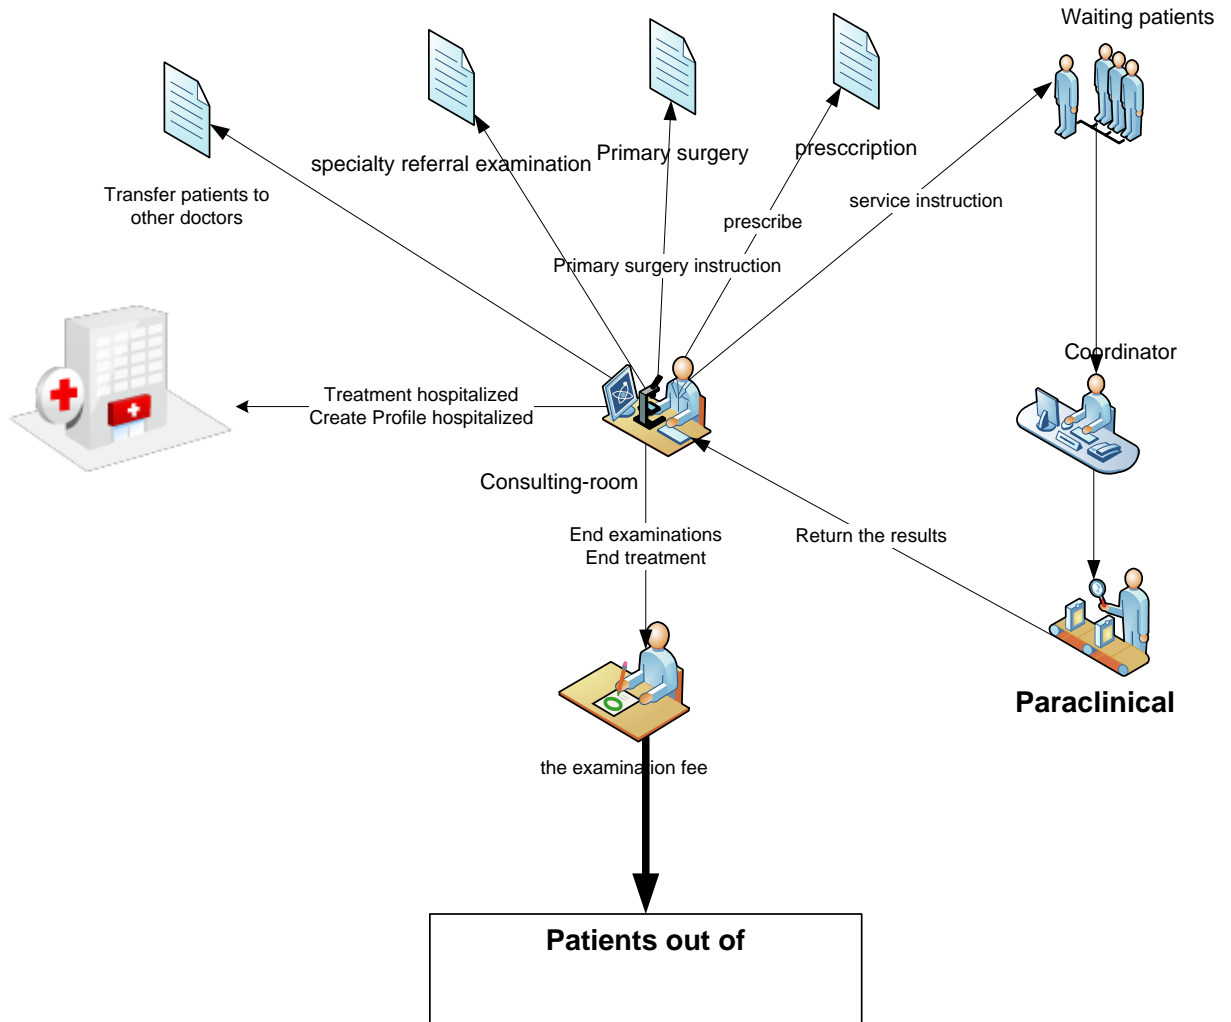 Waiting patients
specialty referral examination
Primary surgery
presccription
Transfer patients to
other doctors
service instruction
prescribe
Primary surgery instruction
Coordinator
Treatment hospitalized
Create Profile hospitalized
Consulting-room
End examinations
End treatment
Return the results
Paraclinical
the examination fee
Patients out of